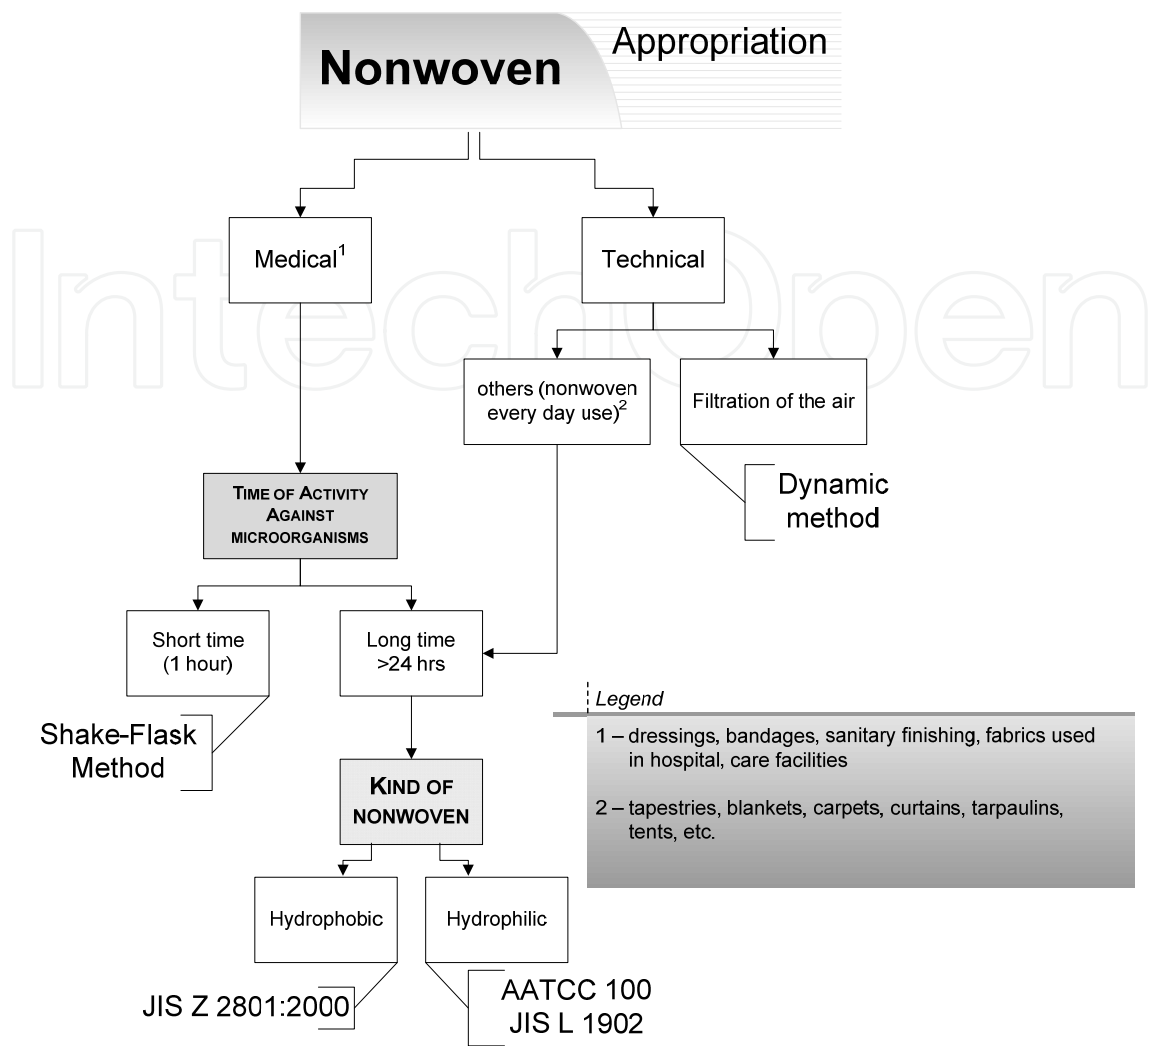 Nonwoven
Appropriation
Medical1
Technical
others (nonwoven
every day use)2
Filtration of the air
Dynamic
method
TIME OF ACTIVITY
AGAINST
MICROORGANISMS
Short time
(1 hour)
Long time
>24 hrs
Shake-Flask
Method
KIND OF
NONWOVEN
Hydrophobic
Hydrophilic
JIS Z 2801:2000
AATCC 100
JIS L 1902
Legend
1 – dressings, bandages, sanitary finishing, fabrics used
in hospital, care facilities
2 – tapestries, blankets, carpets, curtains, tarpaulins,
tents, etc.
IntechOpen